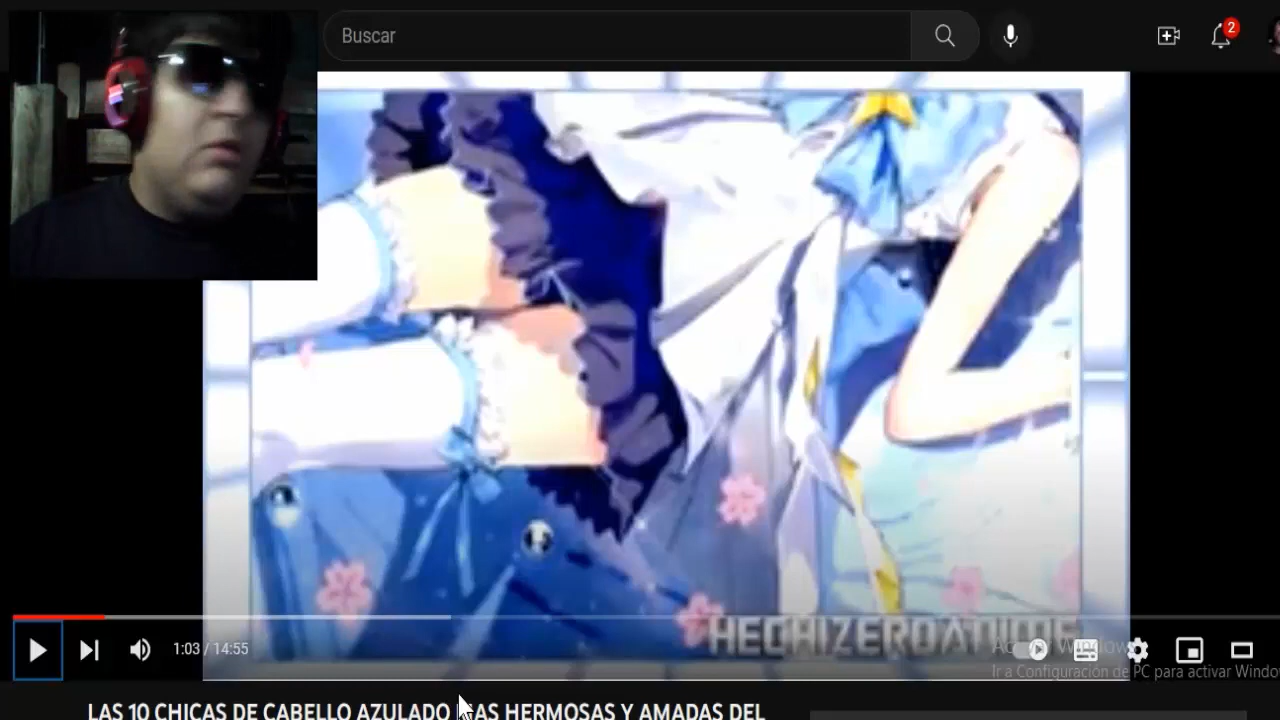 Buscar
2
HECHIZEROANIME
1:03 / 14:55
Ir a Configuración de PC para activar Windo
LAS 10 CHICAS DE CABELLO AZULADO HERMOSAS Y AMADAS DEL